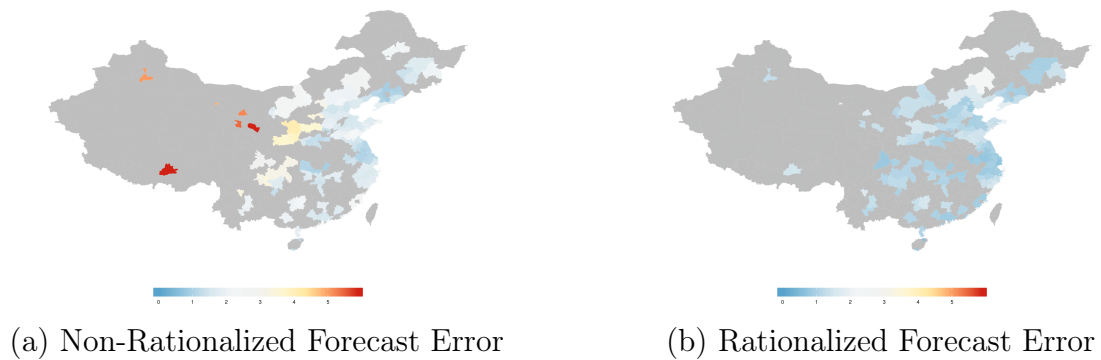 0 1 2 3 4 5
0 1 2 3 4 5
(a) Non-Rationalized Forecast Error
(b) Rationalized Forecast Error